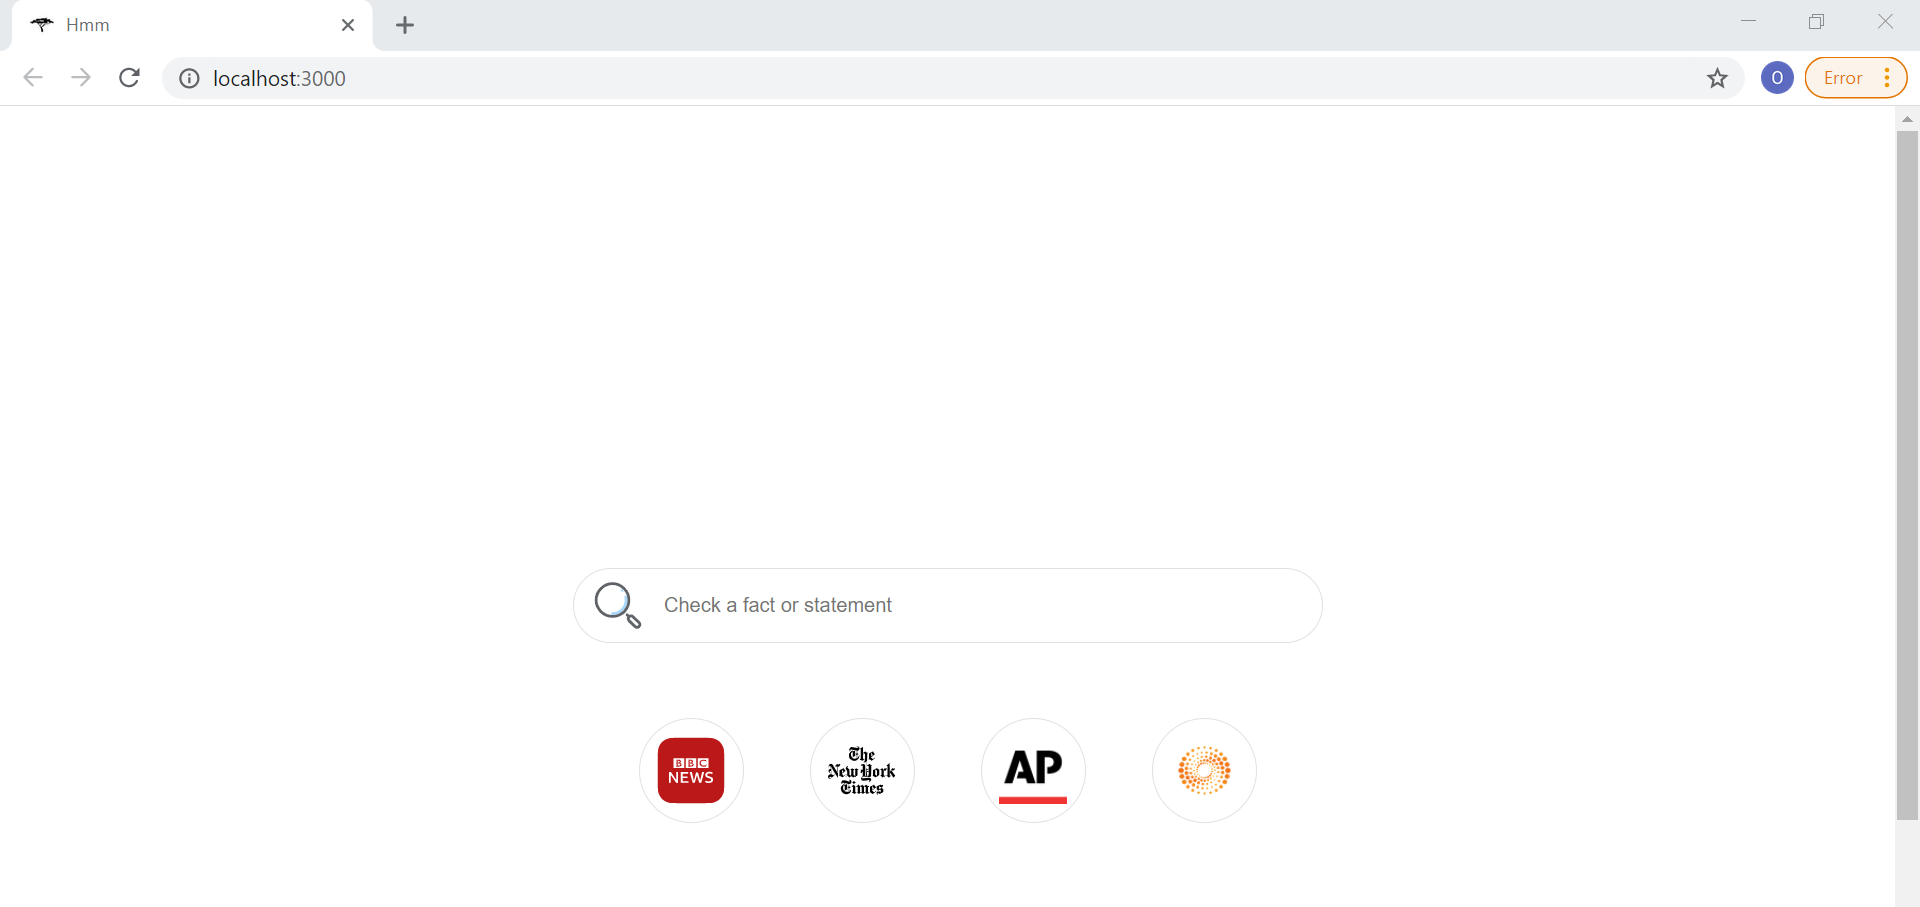 Hmm
localhost:3000
O
Error
Check a fact or statement
BBC
NEWS
The
New York
Times
AP